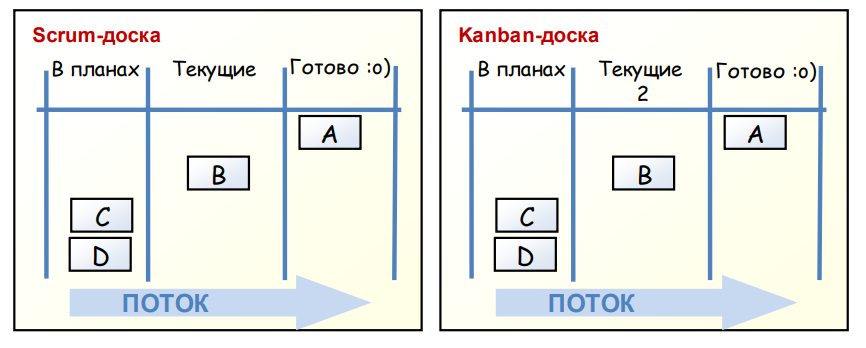 Scrum-доска
В планах Текущие Готово :o)
A
B
C
D
ПОТОК
Kanban-доска
В планах Текущие Готово :o)
2
A
B
C
D
ПОТОК